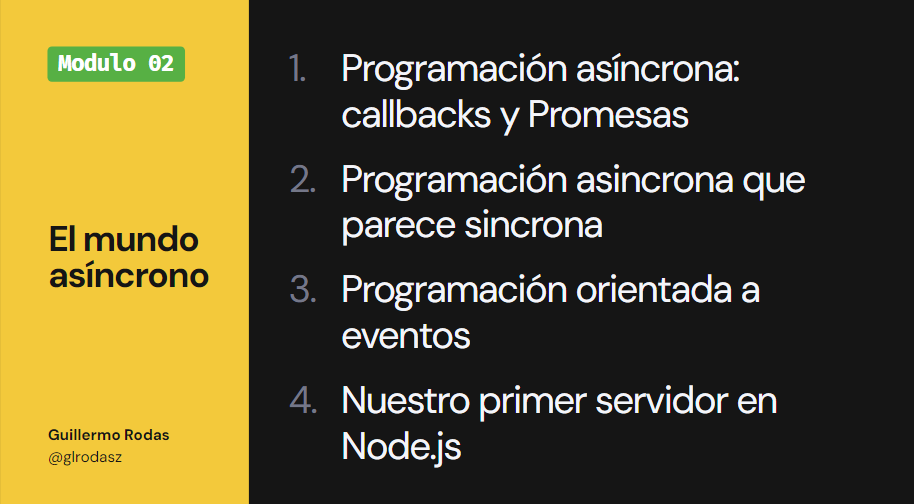 Modulo 02
El mundo
asíncrono
Guillermo Rodas
@glrodasz
1. Programación asíncrona:
callbacks y Promesas
2. Programación asincrona que
parece sincrona
3. Programación orientada a
eventos
4. Nuestro primer servidor en
Node.js